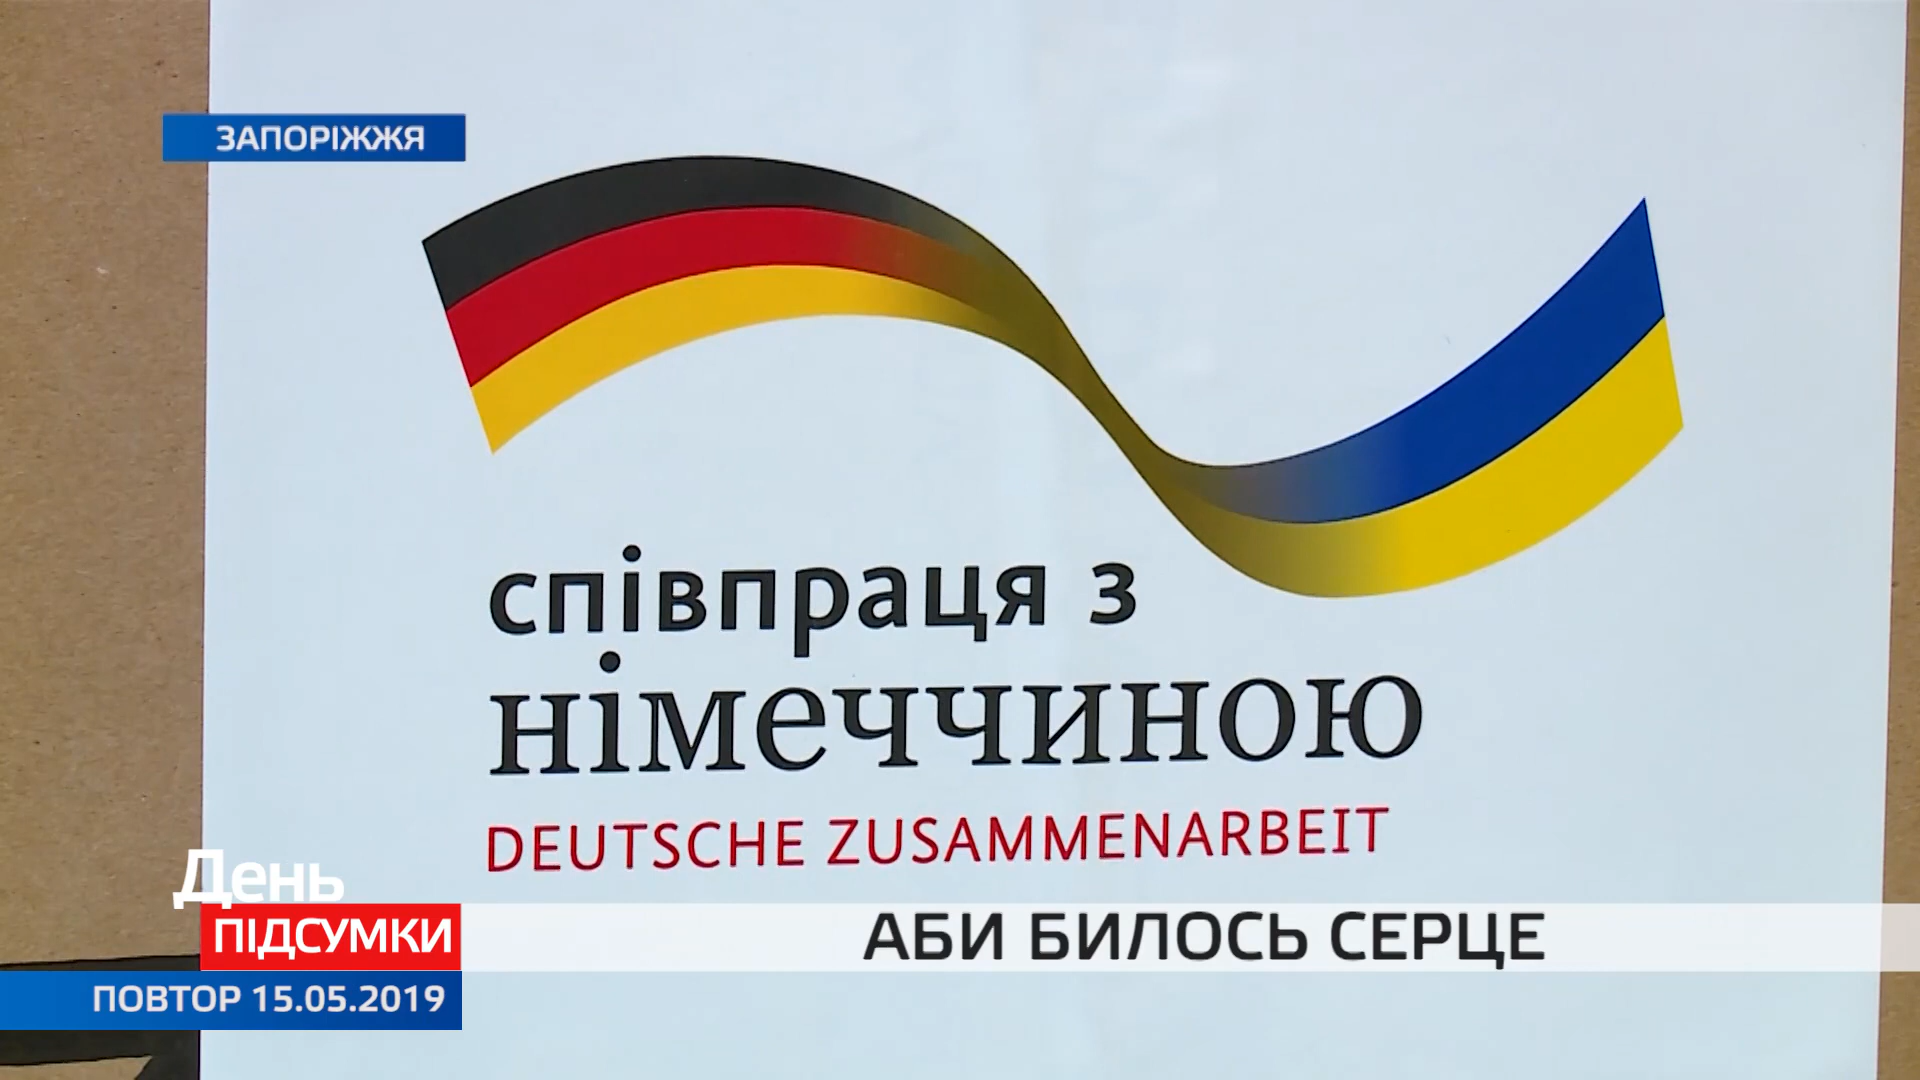 ЗАПОРІЖЖЯ
співпраця з
німеччиною
DEUTSCHE ZUSAMMENARBEIT
День
ПІДСУМКИ
АБИ БИЛОСЬ СЕРЦЕ
ПОВТОР 15.05.2019